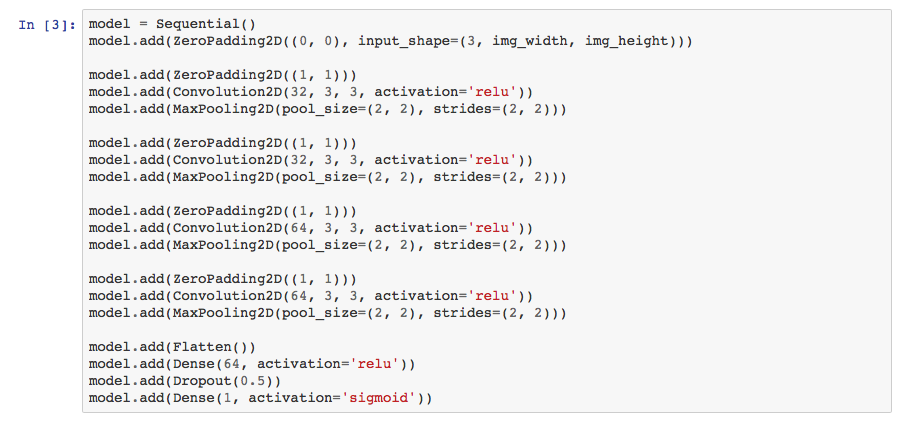 In [3]: model = Sequential()
model.add(ZeroPadding2D((0, 0), input_shape=(3, img_width, img_height)))
model.add(ZeroPadding2D((1, 1)))
model.add(Convolution2D(32, 3, 3, activation='relu'))
model.add(MaxPooling2D(pool_size=(2, 2), strides=(2, 2)))
model.add(ZeroPadding2D((1, 1)))
model.add(Convolution2D(32, 3, 3, activation='relu'))
model.add(MaxPooling2D(pool_size=(2, 2), strides=(2, 2)))
model.add(ZeroPadding2D((1, 1)))
model.add(Convolution2D(64, 3, 3, activation='relu'))
model.add(MaxPooling2D(pool_size=(2, 2), strides=(2, 2)))
model.add(ZeroPadding2D((1, 1)))
model.add(Convolution2D(64, 3, 3, activation='relu'))
model.add(MaxPooling2D(pool_size=(2, 2), strides=(2, 2)))
model.add(Flatten())
model.add(Dense(64, activation='relu'))
model.add(Dropout(0.5))
model.add(Dense(1, activation='sigmoid'))